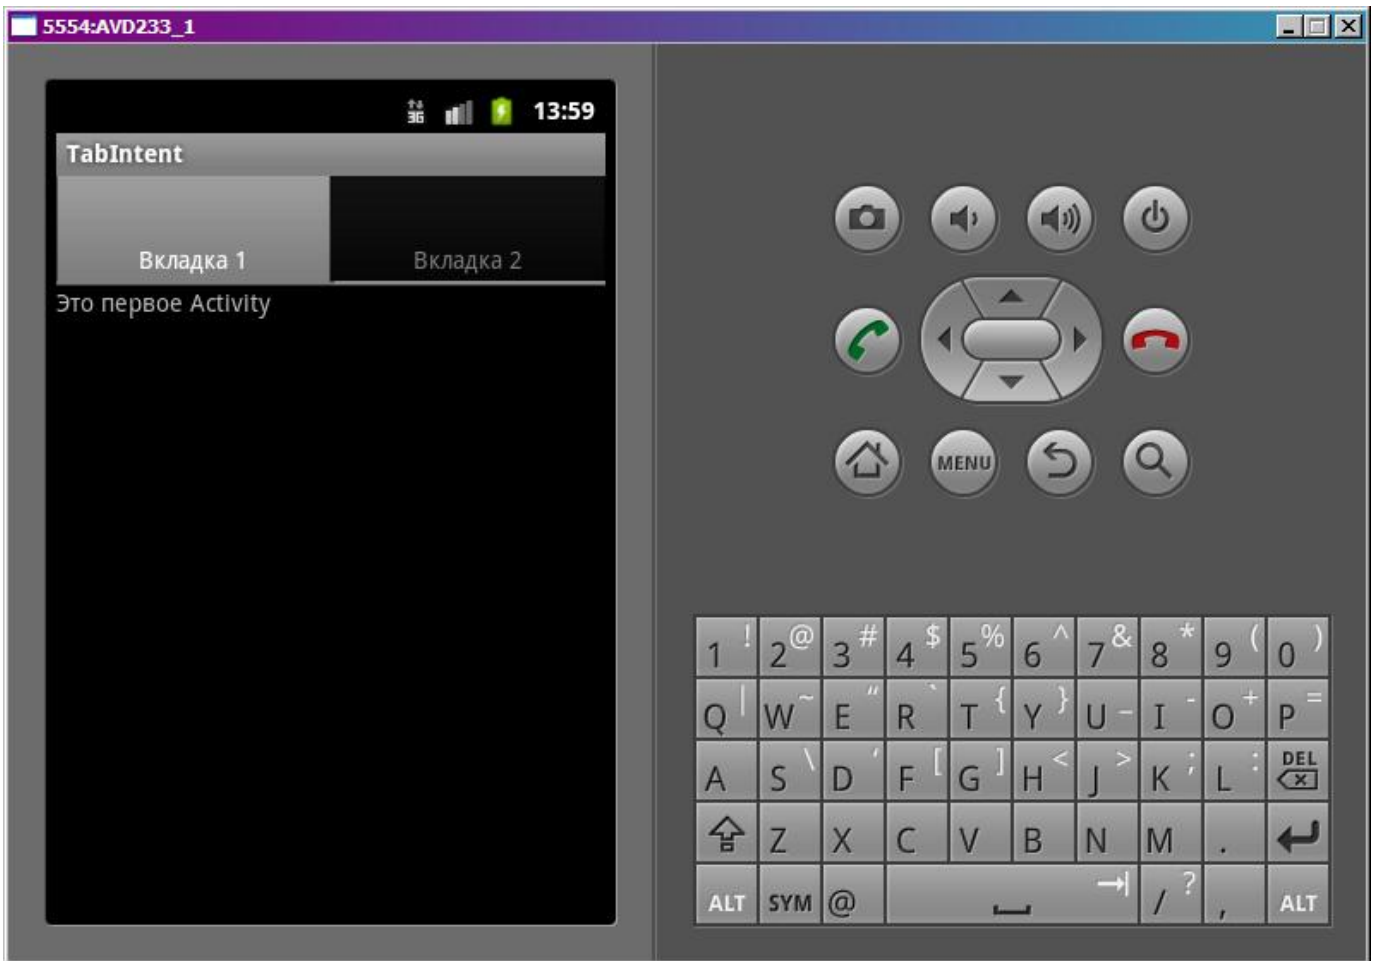 5554:AVD233_1
3G 13:59
TabIntent
Вкладка 1 Вкладка 2
Это первое Activity
MENU
1 ! 2 @ 3 # 4 $ 5 % 6 ^ 7 & 8 * 9 ( 0 )
Q | W ~ E " R ` T { Y } U _ I - O + P =
A S \ D ' F [ G ] H < J > K ; L : DEL
Z X C V B N M .
ALT SYM @ / ? , ALT